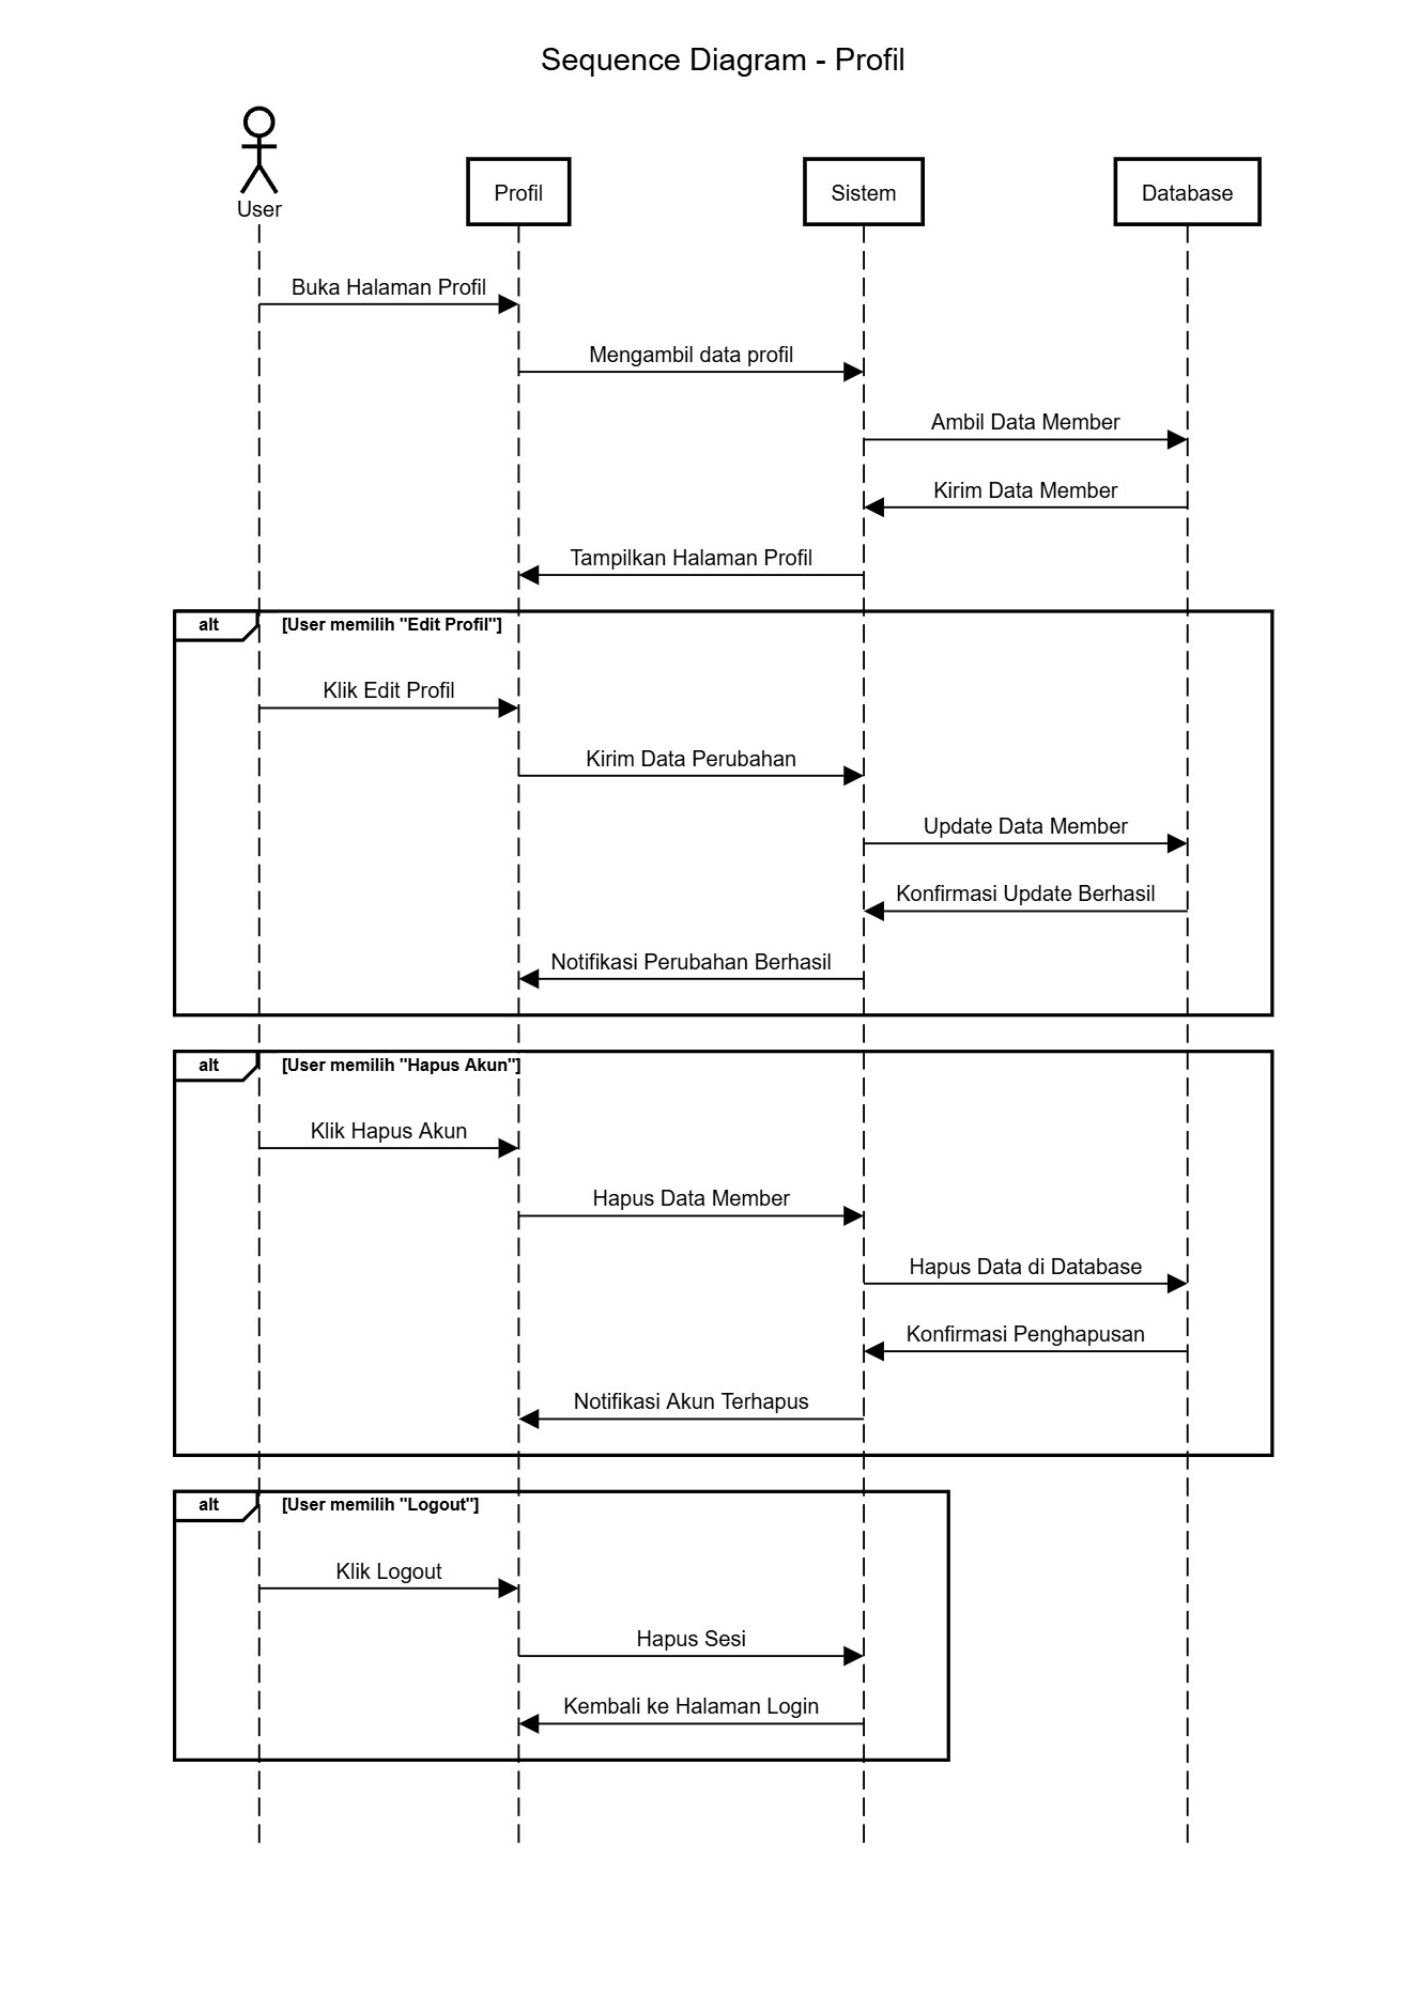 Sequence Diagram - Profil
User
Profil
Sistem
Database
Buka Halaman Profil
Mengambil data profil
Ambil Data Member
Kirim Data Member
Tampilkan Halaman Profil
alt
[User memilih "Edit Profil"]
Klik Edit Profil
Kirim Data Perubahan
Update Data Member
Konfirmasi Update Berhasil
Notifikasi Perubahan Berhasil
alt
[User memilih "Hapus Akun"]
Klik Hapus Akun
Hapus Data Member
Hapus Data di Database
Konfirmasi Penghapusan
Notifikasi Akun Terhapus
alt
[User memilih "Logout"]
Klik Logout
Hapus Sesi
Kembali ke Halaman Login